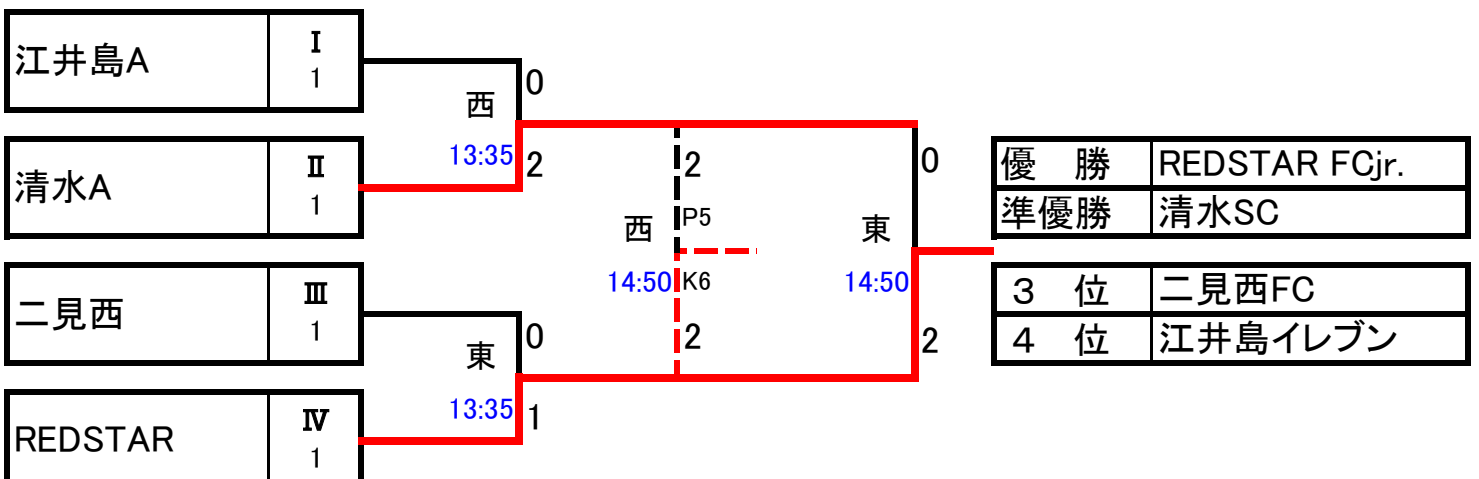 江井島A
Ⅰ
1
清水A
Ⅱ
1
二見西
Ⅲ
1
REDSTAR
Ⅳ
1
0
西
13:35
2
0
東
13:35
1
2
P5
西
14:50
K6
2
0
東
14:50
2
優 勝 REDSTAR FCjr.
準優勝 清水SC
3 位 二見西FC
4 位 江井島イレブン